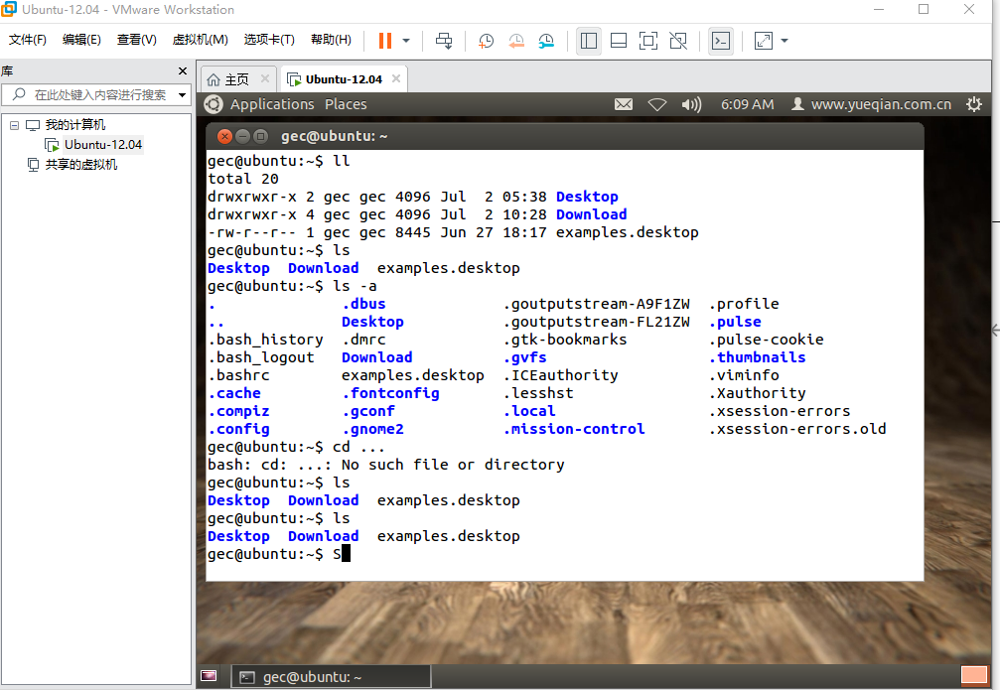 Ubuntu-12.04 - VMware Workstation
文件(F) 编辑(E) 查看(V) 虚拟机(M) 选项卡(T) 帮助(H)
库
在此处键入内容进行搜索
我的计算机
Ubuntu-12.04
共享的虚拟机
主页 Ubuntu-12.04
Applications Places 6:09 AM www.yueqian.com.cn
gec@ubuntu: ~
gec@ubuntu:~$ ll
total 20
drwxrwxr-x 2 gec gec 4096 Jul  2 05:38 Desktop
drwxrwxr-x 4 gec gec 4096 Jul  2 10:28 Download
-rw-r--r-- 1 gec gec 8445 Jun 27 18:17 examples.desktop
gec@ubuntu:~$ ls
Desktop  Download  examples.desktop
gec@ubuntu:~$ ls -a
.              .dbus             .goutputstream-A9F1ZW  .profile
..             Desktop           .goutputstream-FL21ZW  .pulse
.bash_history  .dmrc             .gtk-bookmarks         .pulse-cookie
.bash_logout   Download          .gvfs                  .thumbnails
.bashrc        examples.desktop  .ICEauthority          .viminfo
.cache         .fontconfig       .lesshst               .Xauthority
.compiz        .gconf            .local                 .xsession-errors
.config        .gnome2           .mission-control       .xsession-errors.old
gec@ubuntu:~$ cd ...
bash: cd: ...: No such file or directory
gec@ubuntu:~$ ls
Desktop  Download  examples.desktop
gec@ubuntu:~$ ls
Desktop  Download  examples.desktop
gec@ubuntu:~$ S
gec@ubuntu: ~